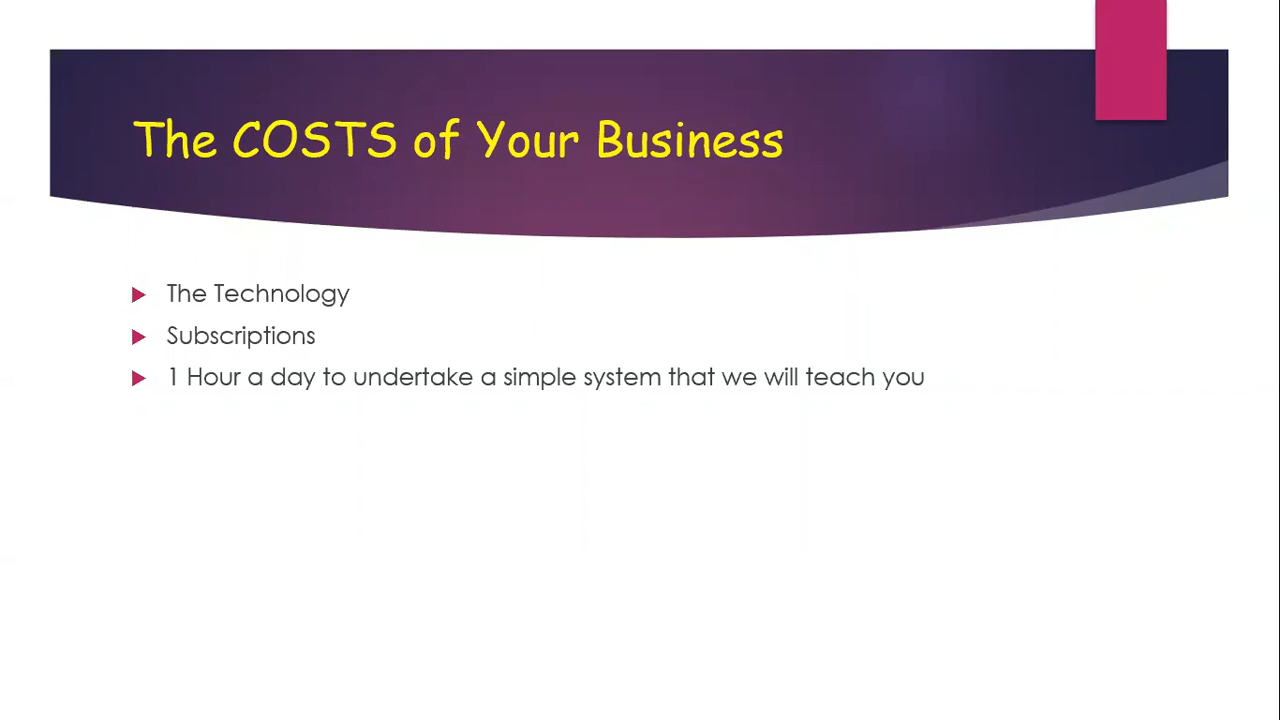 The COSTS of Your Business
The Technology
Subscriptions
1 Hour a day to undertake a simple system that we will teach you